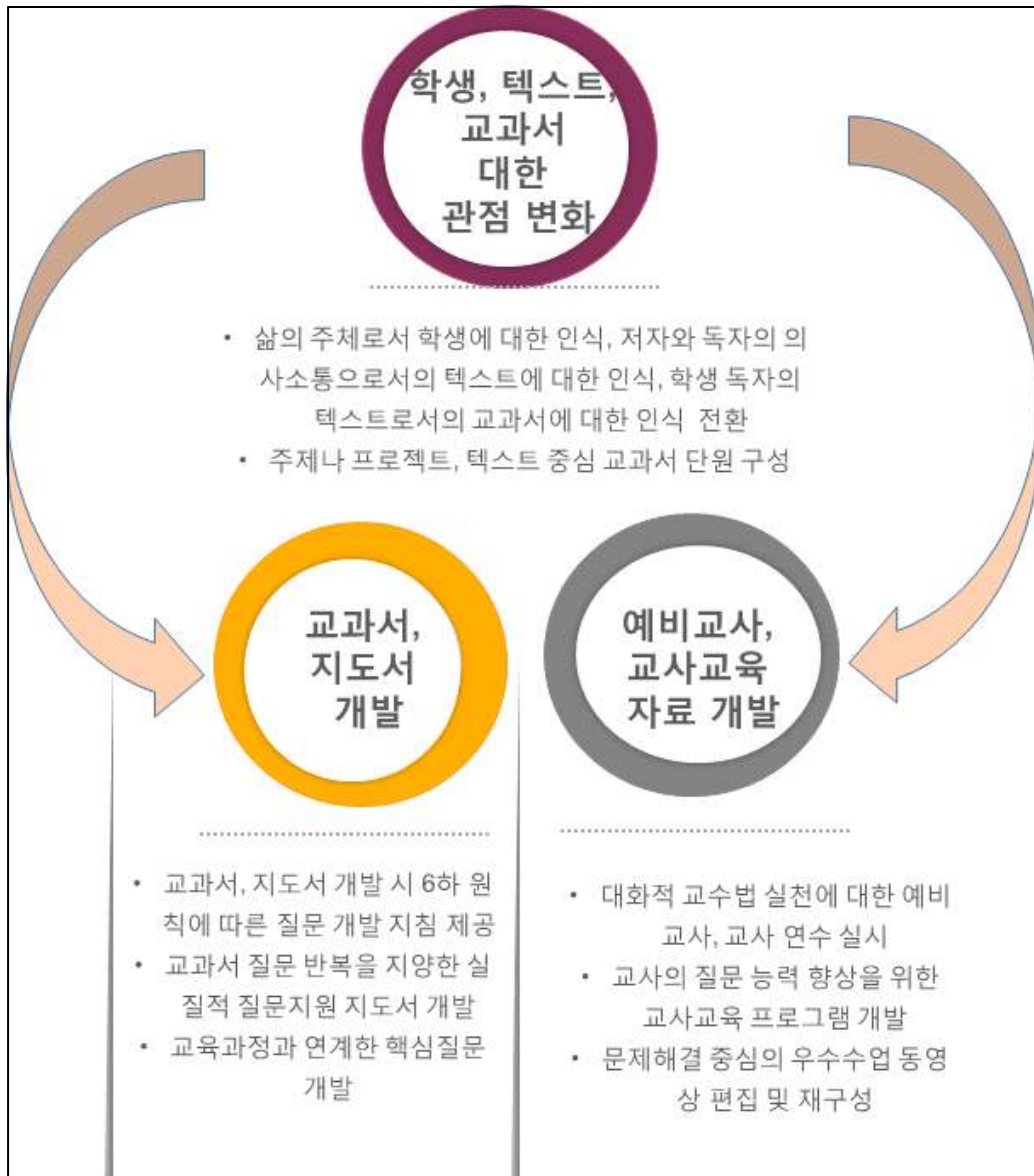 학생, 텍스트,
교과서
대한
관점 변화
• 삶의 주체로서 학생에 대한 인식, 저자와 독자의 의
사소통으로서의 텍스트에 대한 인식, 학생 독자의
텍스트로서의 교과서에 대한 인식 전환
• 주제나 프로젝트, 텍스트 중심 교과서 단원 구성
교과서,
지도서
개발
• 교과서, 지도서 개발 시 6하 원
칙에 따른 질문 개발 지침 제공
• 교과서 질문 반복을 지양한 실
질적 질문지원 지도서 개발
• 교육과정과 연계한 핵심질문
개발
예비교사,
교사교육
자료 개발
• 대화적 교수법 실천에 대한 예비
교사, 교사 연수 실시
• 교사의 질문 능력 향상을 위한
교사교육 프로그램 개발
• 문제해결 중심의 우수수업 동영
상 편집 및 재구성